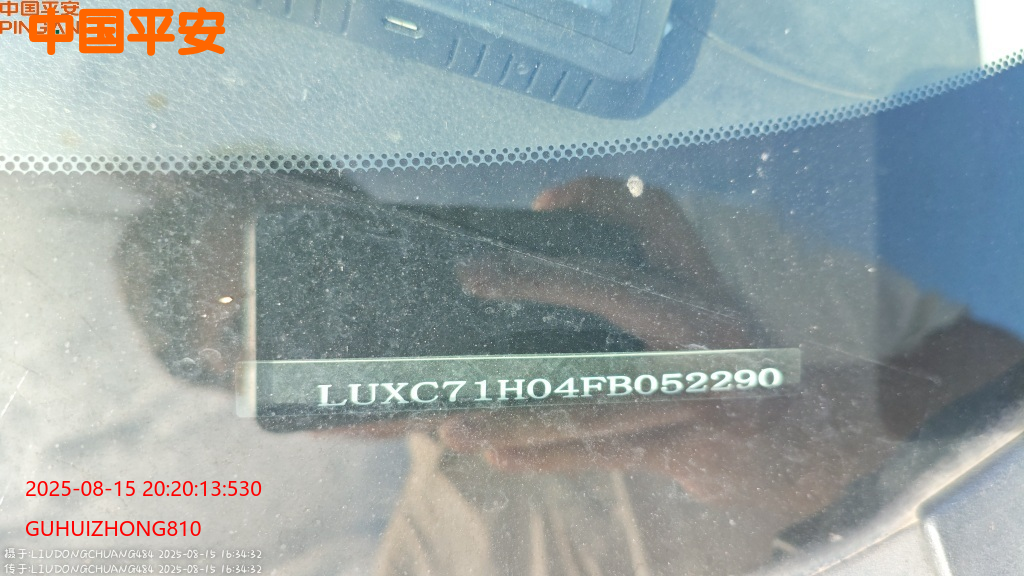 中国平安
PING AN
中国平安
LUXC71H04FB052290
2025-08-15 20:20:13:530
GUHUIZHONG810
摄于:LIUDONGCHUANG484 2025-08-15 16:34:32
传于:LIUDONGCHUANG484 2025-08-15 16:34:32